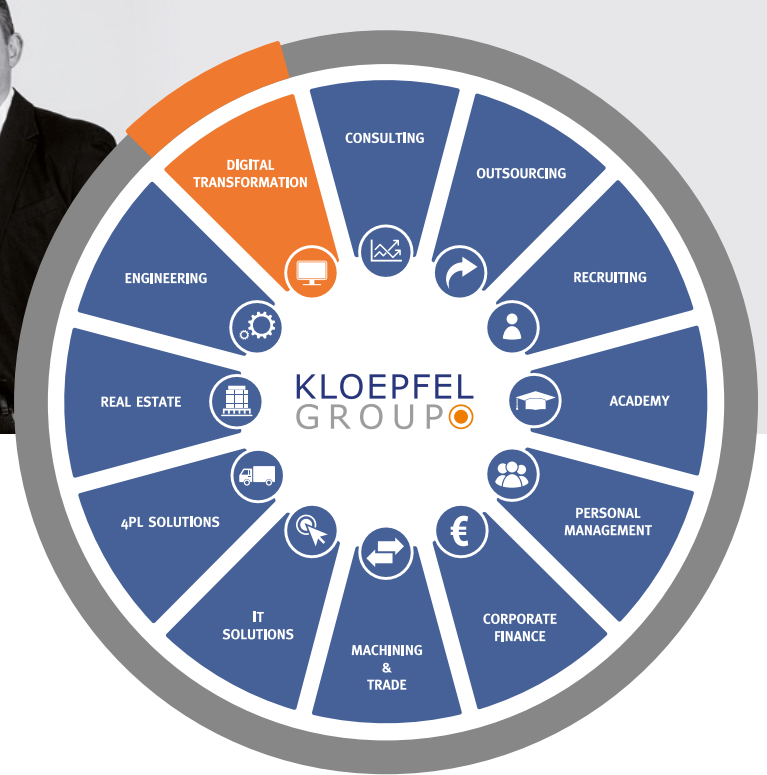 CONSULTING
OUTSOURCING
RECRUITING
ACADEMY
PERSONAL
MANAGEMENT
CORPORATE
FINANCE
MACHINING
&
TRADE
IT
SOLUTIONS
4PL SOLUTIONS
REAL ESTATE
ENGINEERING
DIGITAL
TRANSFORMATION
KLOEPFEL
GROUP
€